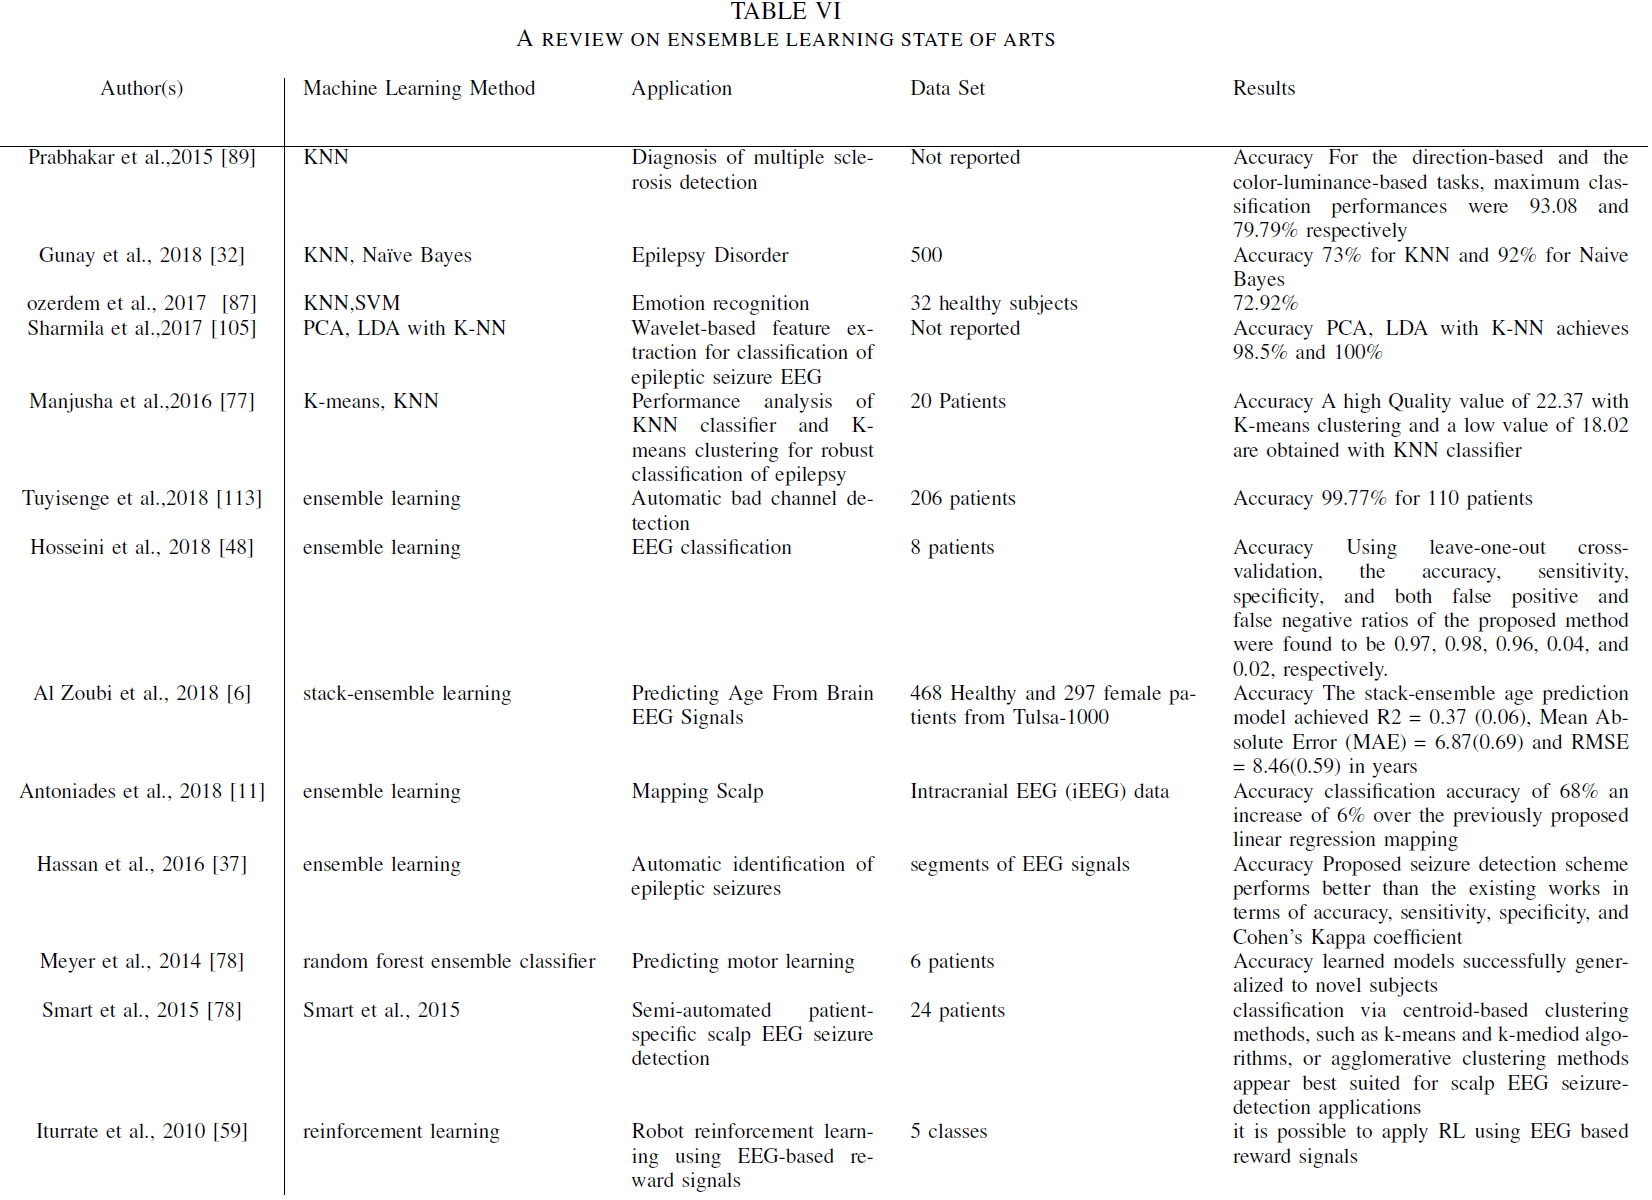 TABLE VI
A REVIEW ON ENSEMBLE LEARNING STATE OF ARTS
Author(s) Machine Learning Method Application Data Set Results
Prabhakar et al.,2015 [89] KNN Diagnosis of multiple scle- Not reported Accuracy For the direction-based and the
rosis detection color-luminance-based tasks, maximum clas-
sification performances were 93.08 and
79.79% respectively
Gunay et al., 2018 [32] KNN, Naïve Bayes Epilepsy Disorder 500 Accuracy 73% for KNN and 92% for Naive
Bayes
ozerdem et al., 2017 [87] KNN,SVM Emotion recognition 32 healthy subjects 72.92%
Sharmila et al.,2017 [105] PCA, LDA with K-NN Wavelet-based feature ex- Not reported Accuracy PCA, LDA with K-NN achieves
traction for classification of 98.5% and 100%
epileptic seizure EEG
Manjusha et al.,2016 [77] K-means, KNN Performance analysis of 20 Patients Accuracy A high Quality value of 22.37 with
KNN classifier and K- K-means clustering and a low value of 18.02
means clustering for robust are obtained with KNN classifier
classification of epilepsy
Tuyisenge et al.,2018 [113] ensemble learning Automatic bad channel de- 206 patients Accuracy 99.77% for 110 patients
tection
Hosseini et al., 2018 [48] ensemble learning EEG classification 8 patients Accuracy Using leave-one-out cross-
validation, the accuracy, sensitivity,
specificity, and both false positive and
false negative ratios of the proposed method
were found to be 0.97, 0.98, 0.96, 0.04, and
0.02, respectively.
Al Zoubi et al., 2018 [6] stack-ensemble learning Predicting Age From Brain 468 Healthy and 297 female pa- Accuracy The stack-ensemble age prediction
EEG Signals tients from Tulsa-1000 model achieved R2 = 0.37 (0.06), Mean Ab-
solute Error (MAE) = 6.87(0.69) and RMSE
= 8.46(0.59) in years
Antoniades et al., 2018 [11] ensemble learning Mapping Scalp Intracranial EEG (iEEG) data Accuracy classification accuracy of 68% an
increase of 6% over the previously proposed
linear regression mapping
Hassan et al., 2016 [37] ensemble learning Automatic identification of segments of EEG signals Accuracy Proposed seizure detection scheme
epileptic seizures performs better than the existing works in
terms of accuracy, sensitivity, specificity, and
Cohen's Kappa coefficient
Meyer et al., 2014 [78] random forest ensemble classifier Predicting motor learning 6 patients Accuracy learned models successfully gener-
alized to novel subjects
Smart et al., 2015 [78] Smart et al., 2015 Semi-automated patient- 24 patients classification via centroid-based clustering
specific scalp EEG seizure methods, such as k-means and k-mediod algo-
detection rithms, or agglomerative clustering methods
appear best suited for scalp EEG seizure-
detection applications
Iturrate et al., 2010 [59] reinforcement learning Robot reinforcement learn- 5 classes it is possible to apply RL using EEG based
ing using EEG-based re- reward signals
ward signals